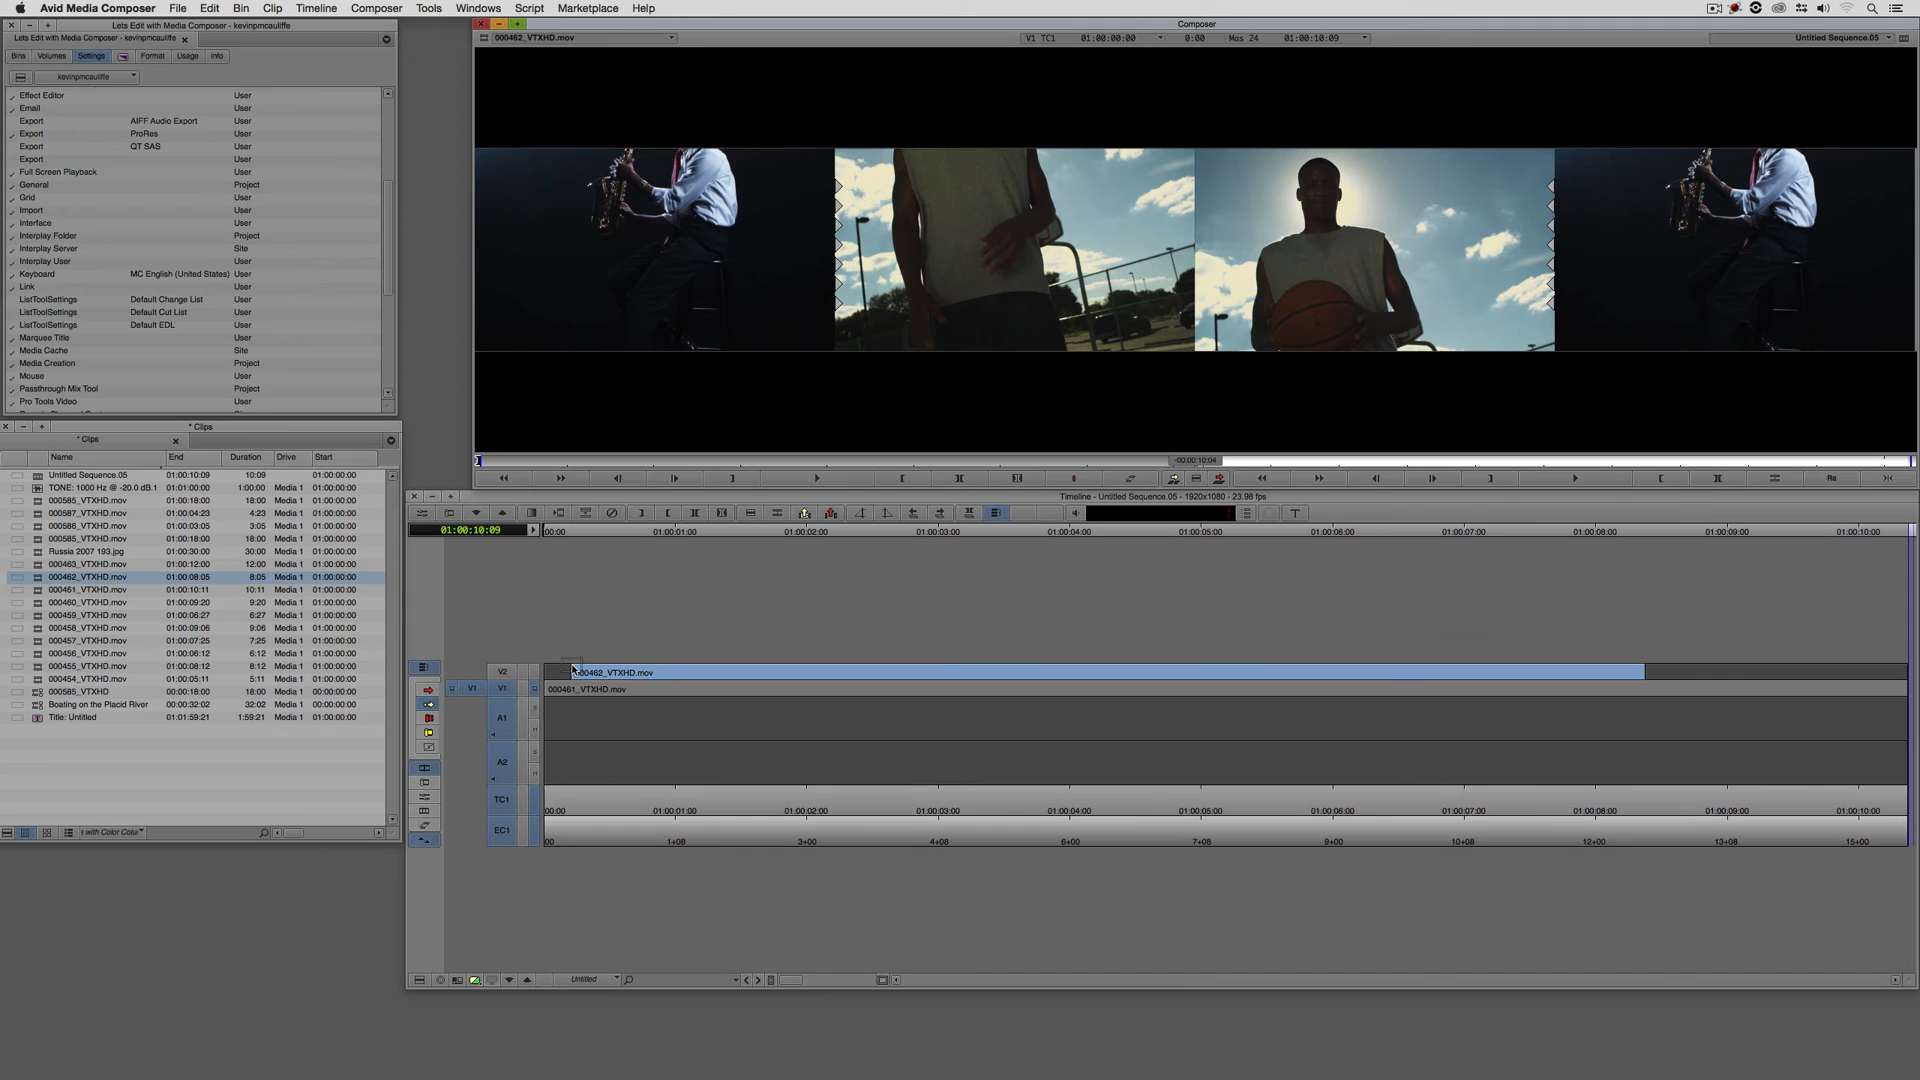 Avid Media Composer File Edit Bin Clip Timeline Composer Tools Windows Script Marketplace Help
Lets Edit with Media Composer - kevinpmcauliffe
Lets Edit with Media Composer - kevinpmcauliffe
Bins Volumes Settings Format Usage Info
kevinpmcauliffe
Effect Editor User
Email User
Export AIFF Audio Export User
Export ProRes User
Export QT SAS User
Export User
Full Screen Playback User
General Project
Grid User
Import User
Interface User
Interplay Folder Project
Interplay Server Site
Interplay User User
Keyboard MC English (United States) User
Link User
ListToolSettings Default Change List User
ListToolSettings Default Cut List User
ListToolSettings Default EDL User
Marquee Title User
Media Cache Site
Media Creation Project
Mouse User
Passthrough Mix Tool Project
Pro Tools Video User
* Clips
* Clips
Name End Duration Drive Start
Untitled Sequence.05 01:00:10:09 10:09 01:00:00:00
TONE: 1000 Hz @ -20.0 dB.1 01:01:00:00 1:00:00 Media 1 01:00:00:00
000585_VTXHD.mov 01:00:18:00 18:00 Media 1 01:00:00:00
000587_VTXHD.mov 01:00:04:23 4:23 Media 1 01:00:00:00
000586_VTXHD.mov 01:00:03:05 3:05 Media 1 01:00:00:00
000585_VTXHD.mov 01:00:18:00 18:00 Media 1 01:00:00:00
Russia 2007 193.jpg 01:00:30:00 30:00 Media 1 01:00:00:00
000463_VTXHD.mov 01:00:12:00 12:00 Media 1 01:00:00:00
000462_VTXHD.mov 01:00:08:05 8:05 Media 1 01:00:00:00
000461_VTXHD.mov 01:00:10:11 10:11 Media 1 01:00:00:00
000460_VTXHD.mov 01:00:09:20 9:20 Media 1 01:00:00:00
000459_VTXHD.mov 01:00:06:27 6:27 Media 1 01:00:00:00
000458_VTXHD.mov 01:00:09:06 9:06 Media 1 01:00:00:00
000457_VTXHD.mov 01:00:07:25 7:25 Media 1 01:00:00:00
000456_VTXHD.mov 01:00:06:12 6:12 Media 1 01:00:00:00
000455_VTXHD.mov 01:00:08:12 8:12 Media 1 01:00:00:00
000454_VTXHD.mov 01:00:05:11 5:11 Media 1 01:00:00:00
000585_VTXHD 00:00:18:00 18:00 Media 1 00:00:00:00
Boating on the Placid River 00:00:32:02 32:02 Media 1 00:00:00:00
Title: Untitled 01:01:59:21 1:59:21 Media 1 01:00:00:00
s with Color Colu
Composer
000462_VTXHD.mov V1 TC1 01:00:00:00 0:00 Mas 24 01:00:10:09 Untitled Sequence.05
-00:00:10:04
Ra
Timeline - Untitled Sequence.05 - 1920x1080 - 23.98 fps
T
01:00:10:09 00:00 01:00:01:00 01:00:02:00 01:00:03:00 01:00:04:00 01:00:05:00 01:00:06:00 01:00:07:00 01:00:08:00 01:00:09:00 01:00:10:00
V2 000462_VTXHD.mov
V1 V1 000461_VTXHD.mov
S
A1
M
S
A2
M
TC1
00:00 01:00:01:00 01:00:02:00 01:00:03:00 01:00:04:00 01:00:05:00 01:00:06:00 01:00:07:00 01:00:08:00 01:00:09:00 01:00:10:00
EC1
00 1+08 3+00 4+08 6+00 7+08 9+00 10+08 12+00 13+08 15+00
Untitled